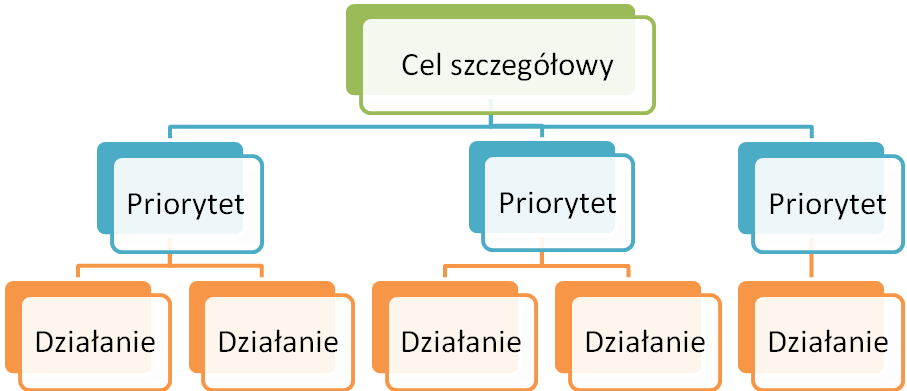 Cel szczegółowy
Priorytet
Priorytet
Priorytet
Działanie
Działanie
Działanie
Działanie
Działanie